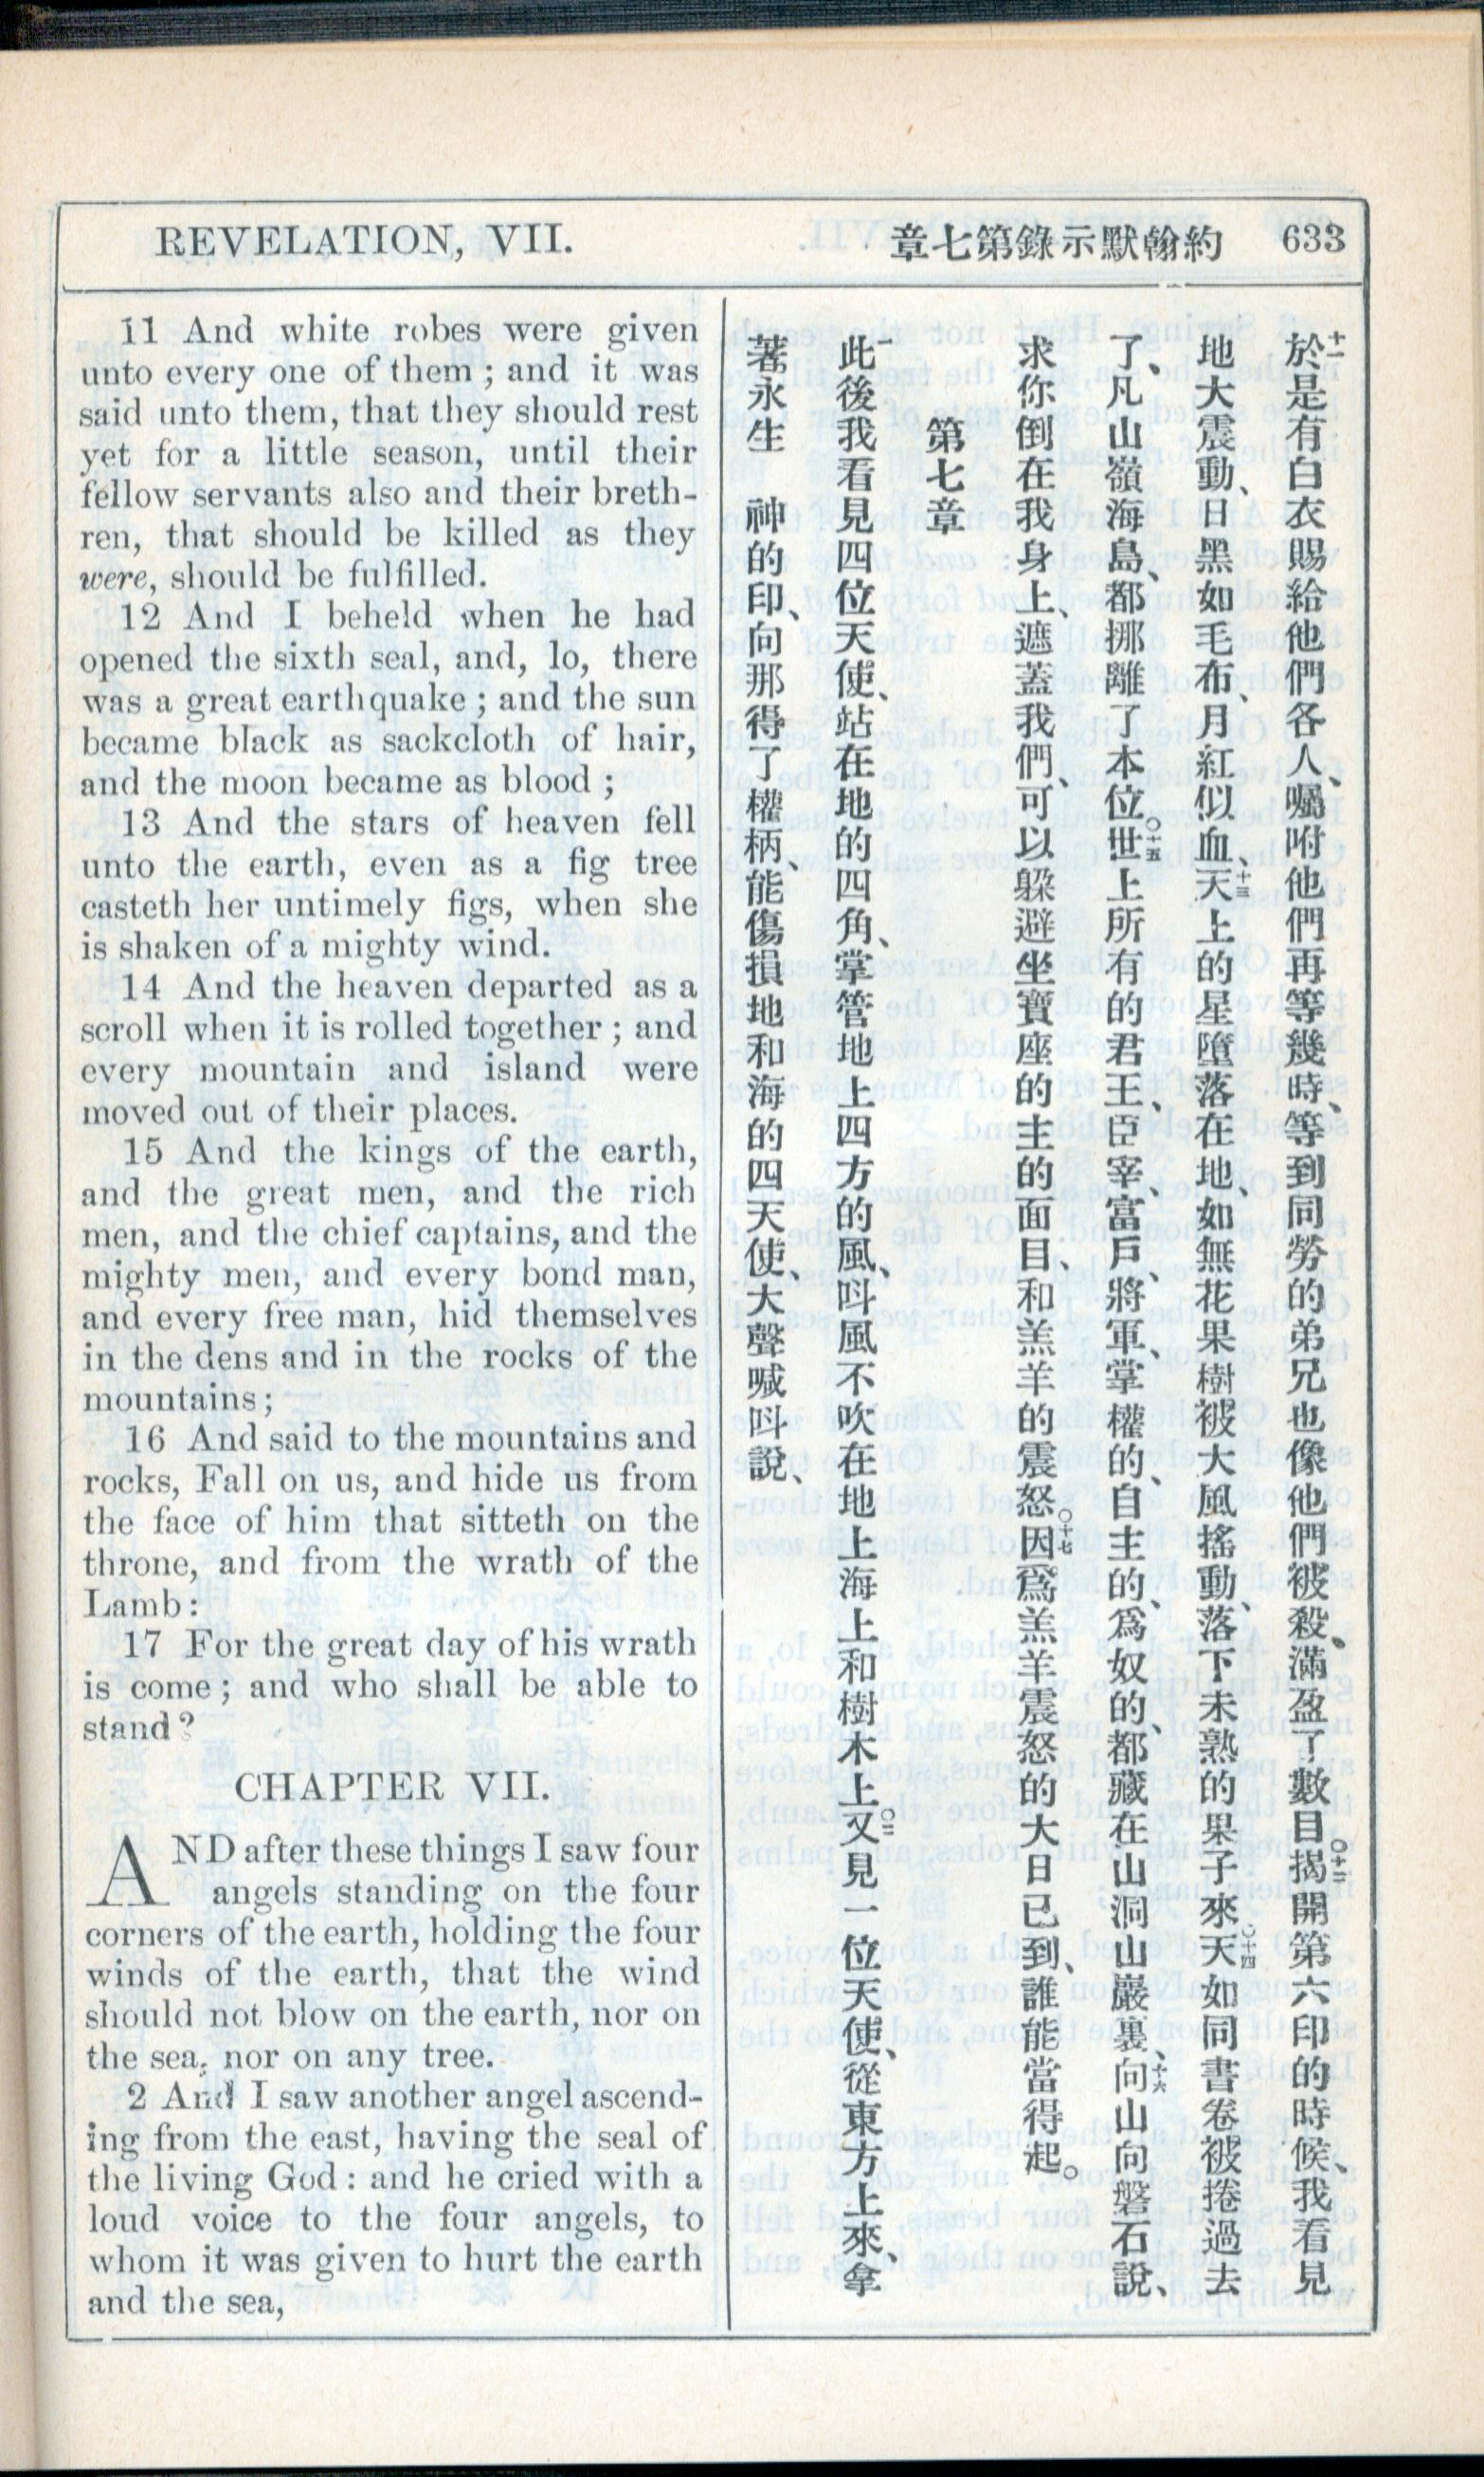 REVELATION, VII.
章七第錄示默翰約
633
11 And white robes were given
unto every one of them ; and it was
said unto them, that they should rest
yet for a little season, until their
fellow servants also and their breth-
ren, that should be killed as they
were, should be fulfilled.
12 And I beheld when he had
opened the sixth seal, and, lo, there
was a great earthquake ; and the sun
became black as sackcloth of hair,
and the moon became as blood ;
13 And the stars of heaven fell
unto the earth, even as a fig tree
casteth her untimely figs, when she
is shaken of a mighty wind.
14 And the heaven departed as a
scroll when it is rolled together ; and
every mountain and island were
moved out of their places.
15 And the kings of the earth,
and the great men, and the rich
men, and the chief captains, and the
mighty men, and every bond man,
and every free man, hid themselves
in the dens and in the rocks of the
mountains ;
16 And said to the mountains and
rocks, Fall on us, and hide us from
the face of him that sitteth on the
throne, and from the wrath of the
Lamb :
17 For the great day of his wrath
is come ; and who shall be able to
stand ?
CHAPTER VII.
AND after these things I saw four
angels standing on the four
corners of the earth, holding the four
winds of the earth, that the wind
should not blow on the earth, nor on
the sea, nor on any tree.
2 And I saw another angel ascend-
ing from the east, having the seal of
the living God : and he cried with a
loud voice to the four angels, to
whom it was given to hurt the earth
and the sea,
十一於是有白衣賜給他們各人、囑咐他們再等幾時、等到同勞的弟兄也像他們被殺、滿盈了數目○十二揭開第六印的時候、我看見
地大震動、日黑如毛布、月紅似血、十三天上的星墮落在地、如無花果樹被大風搖動、落下未熟的果子來○十四天如同書卷被捲過去
了、凡山嶺海島、都挪離了本位○十五世上所有的君王、臣宰、富戶、將軍、掌權的、自主的、爲奴的、都藏在山洞山巖裏、十六向山向磐石說、
求你倒在我身上、遮蓋我們、可以躱避坐寶座的主的面目、和羔羊的震怒○十七因爲羔羊震怒的大日已到、誰能當得起。
第七章
一此後我看見四位天使、站在地的四角、掌管地上四方的風、呌風不吹在地上海上和樹木上○二又見一位天使、從東方上來、拿
著永生　神的印、向那得了權柄、能傷損地和海的四天使、大聲喊呌說、